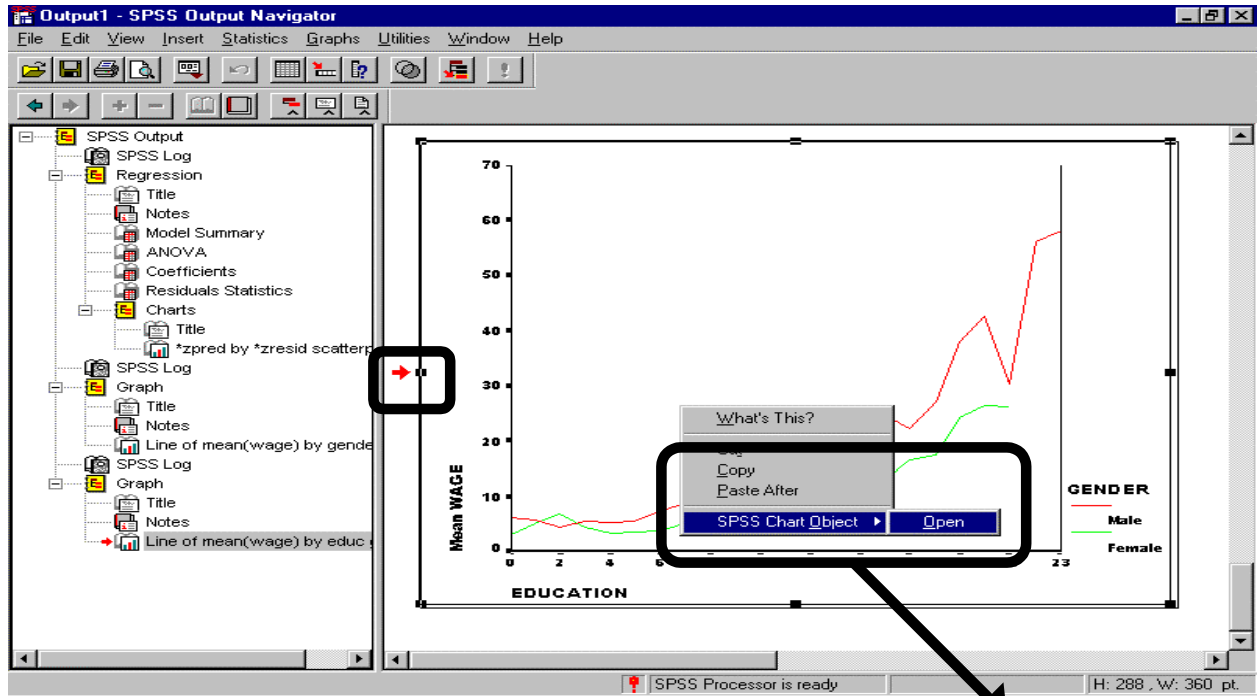 Output1 - SPSS Output Navigator
File Edit View Insert Statistics Graphs Utilities Window Help
SPSS Output
SPSS Log
Regression
Title
Notes
Model Summary
ANOVA
Coefficients
Residuals Statistics
Charts
Title
*zpred by *zresid scatterp
SPSS Log
Graph
Title
Notes
Line of mean(wage) by gende
SPSS Log
Graph
Title
Notes
Line of mean(wage) by educ
70
60
50
40
30
20
10
0
Mean WAGE
0 2 4 6 23
EDUCATION
GENDER
Male
Female
What's This?
Copy
Paste After
SPSS Chart Object
Open
SPSS Processor is ready
H: 288 , W: 360 pt.